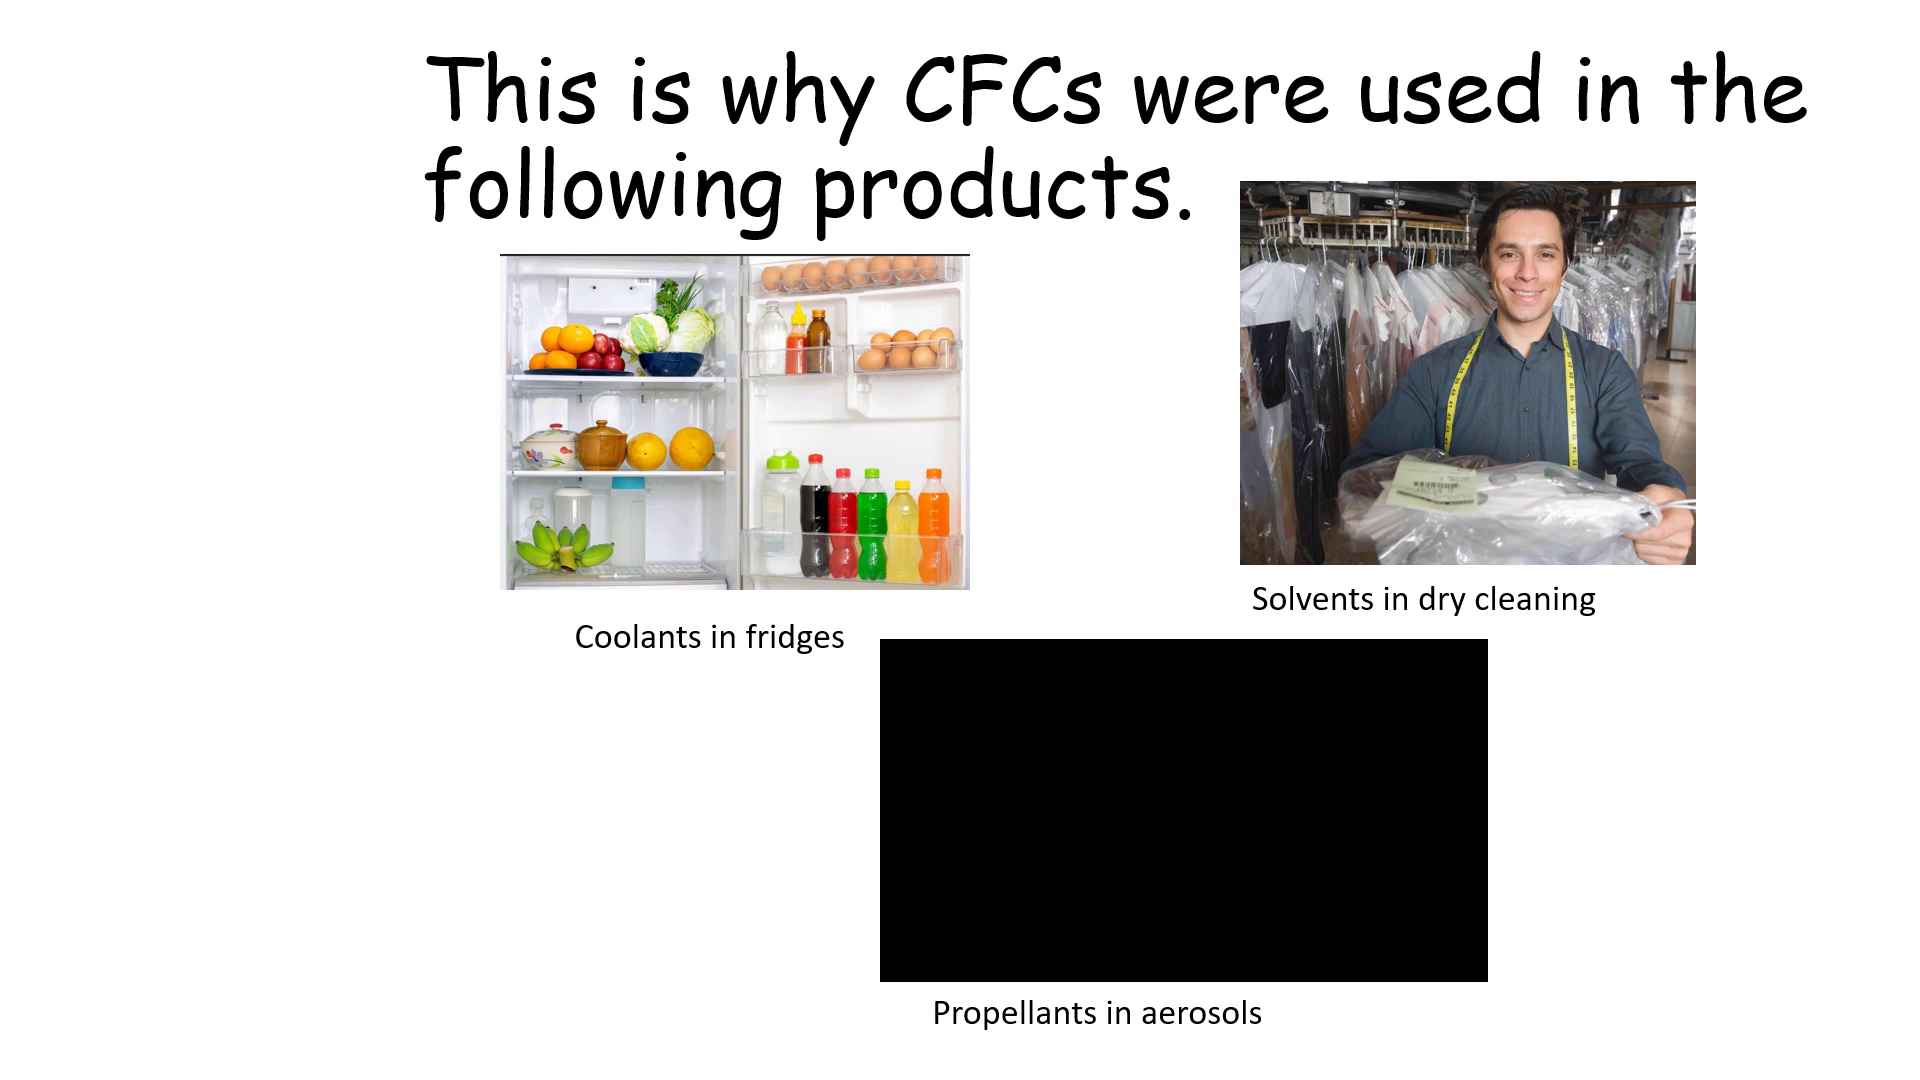 This is why CFCs were used in the
following products.
Solvents in dry cleaning
Coolants in fridges
Propellants in aerosols